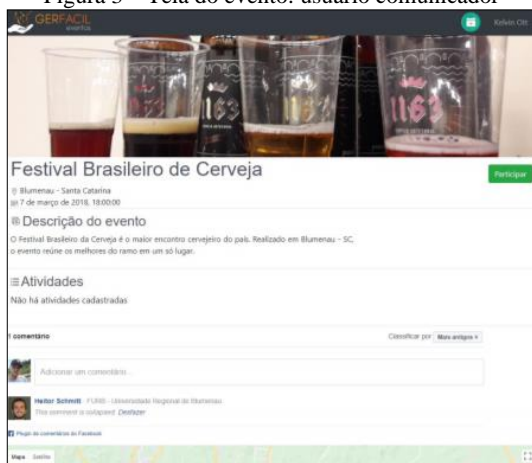 Figura 3 – Tela do evento: usuário comunicador
GERFACIL
eventos
Kelvin Ott
1163
1163
1163
Festival Brasileiro de Cerveja
Participar
Blumenau - Santa Catarina
7 de março de 2018, 18:00:00
Descrição do evento
O Festival Brasileiro da Cerveja é o maior encontro cervejeiro do país. Realizado em Blumenau - SC,
o evento reúne os melhores do ramo em um só lugar.
Atividades
Não há atividades cadastradas
1 comentário
Classificar por Mais antigos
Adicionar um comentário...
Heitor Schmitt · FURB - Universidade Regional de Blumenau
This comment is collapsed. Desfazer
Plugin de comentários do Facebook
Mapa Satélite